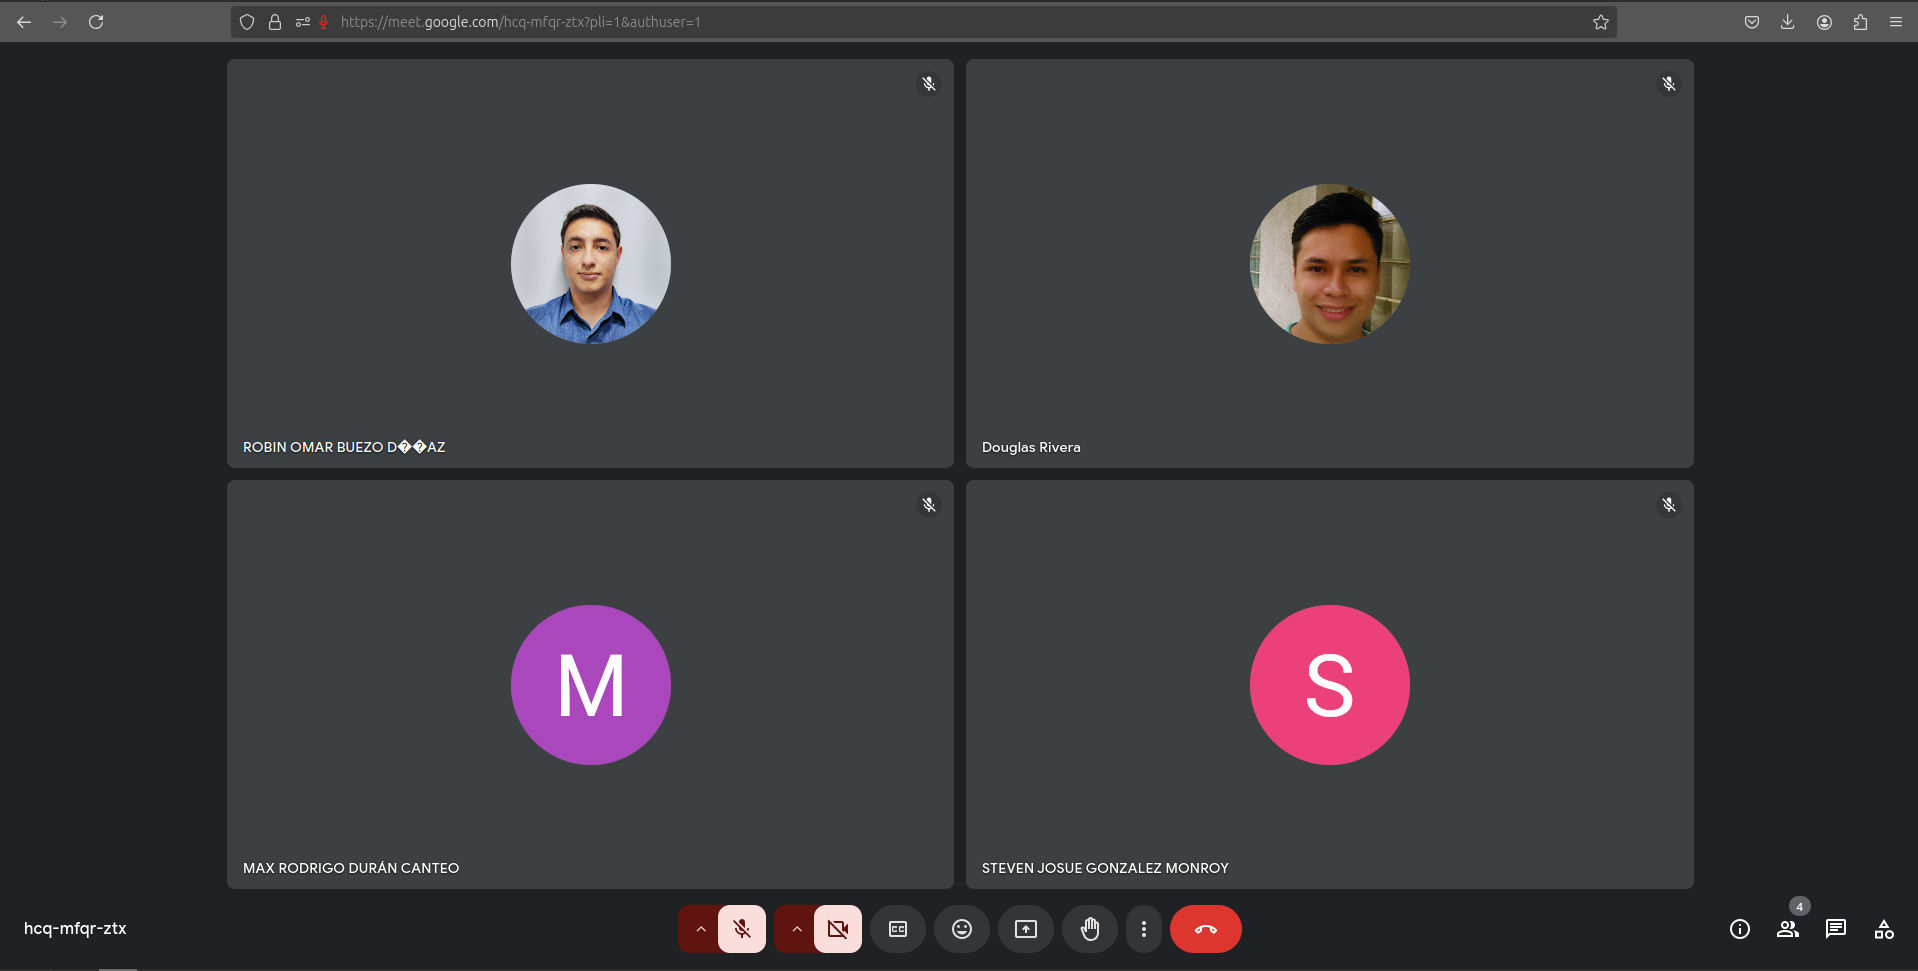 https://meet.google.com/hcq-mfqr-ztx?pli=1&authuser=1
ROBIN OMAR BUEZO D��AZ
Douglas Rivera
M
S
MAX RODRIGO DURÁN CANTEO
STEVEN JOSUE GONZALEZ MONROY
hcq-mfqr-ztx
CC
4